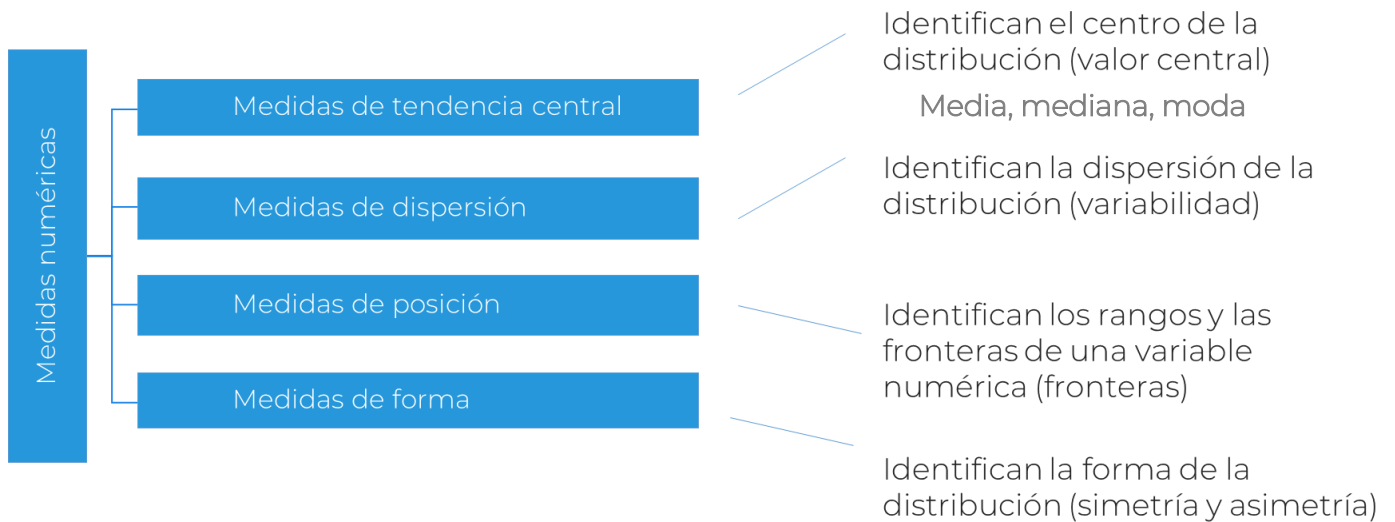 Medidas numéricas
Medidas de tendencia central
Identifican el centro de la
distribución (valor central)
Media, mediana, moda
Medidas de dispersión
Identifican la dispersión de la
distribución (variabilidad)
Medidas de posición
Identifican los rangos y las
fronteras de una variable
numérica (fronteras)
Medidas de forma
Identifican la forma de la
distribución (simetría y asimetría)